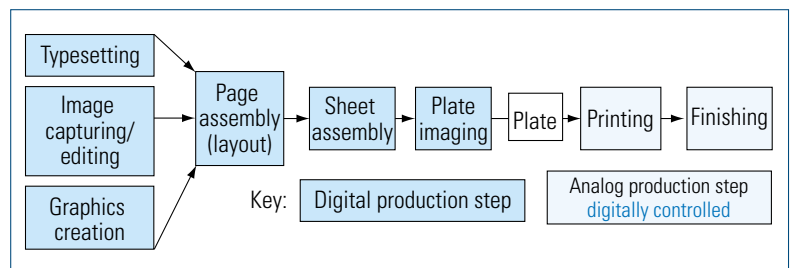 Typesetting
Image
capturing/
editing
Graphics
creation
Page
assembly
(layout)
Sheet
assembly
Plate
imaging
Plate
Printing
Finishing
Key:
Digital production step
Analog production step
digitally controlled